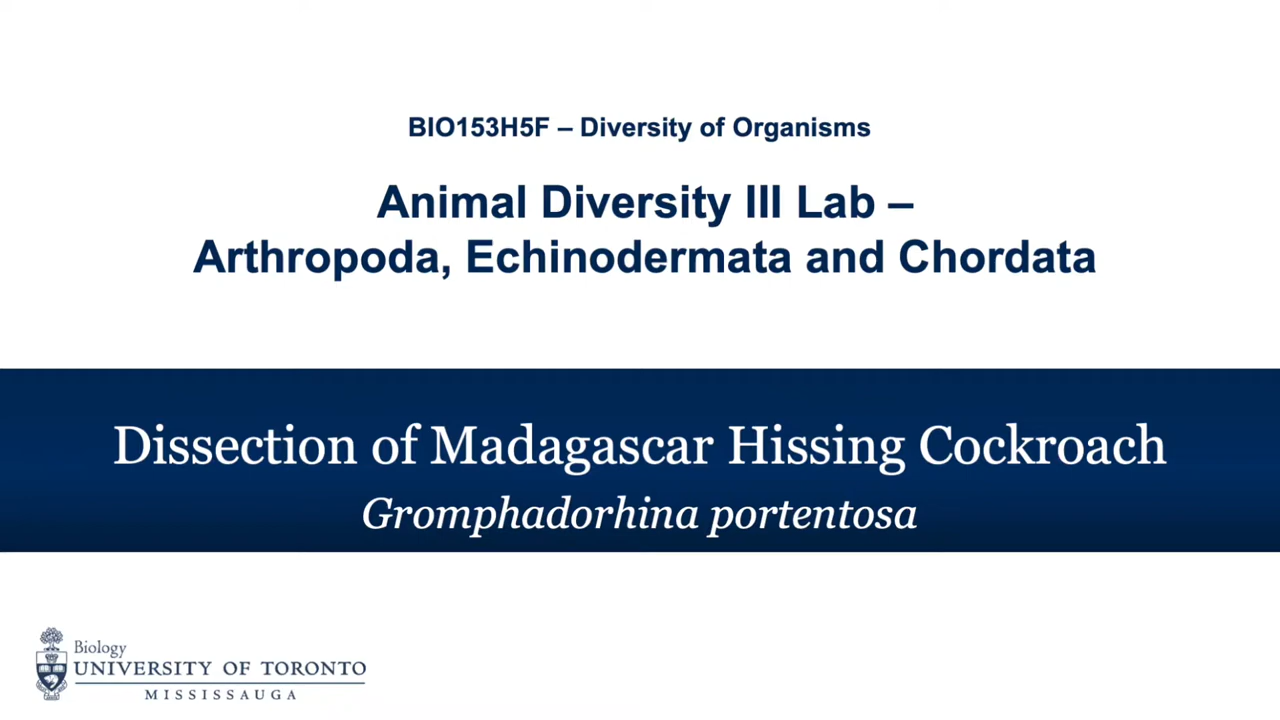 BIO153H5F – Diversity of Organisms
Animal Diversity III Lab –
Arthropoda, Echinodermata and Chordata
Dissection of Madagascar Hissing Cockroach
Gromphadorhina portentosa
Biology
UNIVERSITY OF TORONTO
MISSISSAUGA